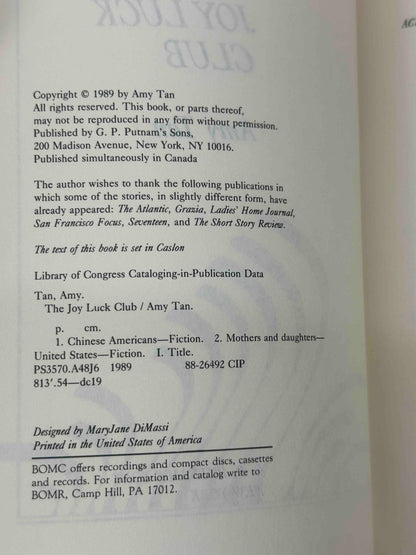 JOY LUCK
CLUB
Copyright © 1989 by Amy Tan
All rights reserved. This book, or parts thereof,
may not be reproduced in any form without permission.
Published by G. P. Putnam's Sons,
200 Madison Avenue, New York, NY 10016.
Published simultaneously in Canada
The author wishes to thank the following publications in
which some of the stories, in slightly different form, have
already appeared: The Atlantic, Grazia, Ladies' Home Journal,
San Francisco Focus, Seventeen, and The Short Story Review.
The text of this book is set in Caslon
Library of Congress Cataloging-in-Publication Data
Tan, Amy.
The Joy Luck Club / Amy Tan.
p. cm.
1. Chinese Americans—Fiction. 2. Mothers and daughters—
United States—Fiction. I. Title.
PS3570.A48J6 1989 88-26492 CIP
813'.54—dc19
Designed by MaryJane DiMassi
Printed in the United States of America
BOMC offers recordings and compact discs, cassettes
and records. For information and catalog write to
BOMR, Camp Hill, PA 17012.